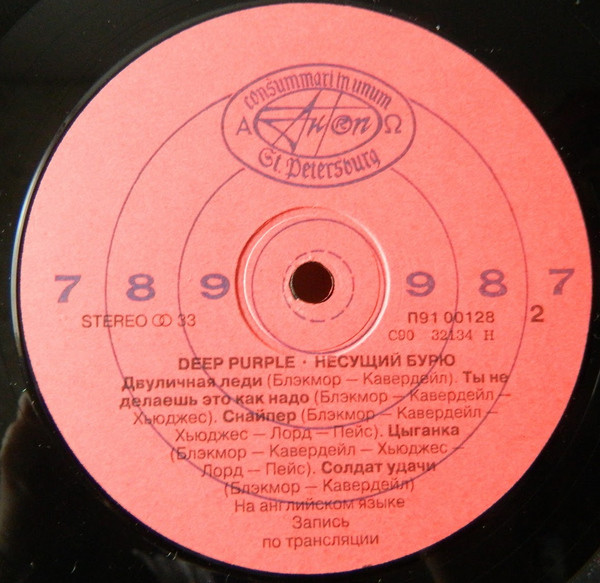 consummari in unum
Α АнТроп Ω
St. Petersburg
7 8 9 9 8 7
STEREO 33
П91 00128
2
С90 32134 Н
DEEP PURPLE · НЕСУЩИЙ БУРЮ
Двуличная леди (Блэкмор — Кавердейл). Ты не
делаешь это как надо (Блэкмор — Кавердейл —
Хьюджес). Снайпер (Блэкмор — Кавердейл —
Хьюджес — Лорд — Пейс). Цыганка
(Блэкмор — Кавердейл — Хьюджес —
Лорд — Пейс). Солдат удачи
(Блэкмор — Кавердейл)
На английском языке
Запись
по трансляции